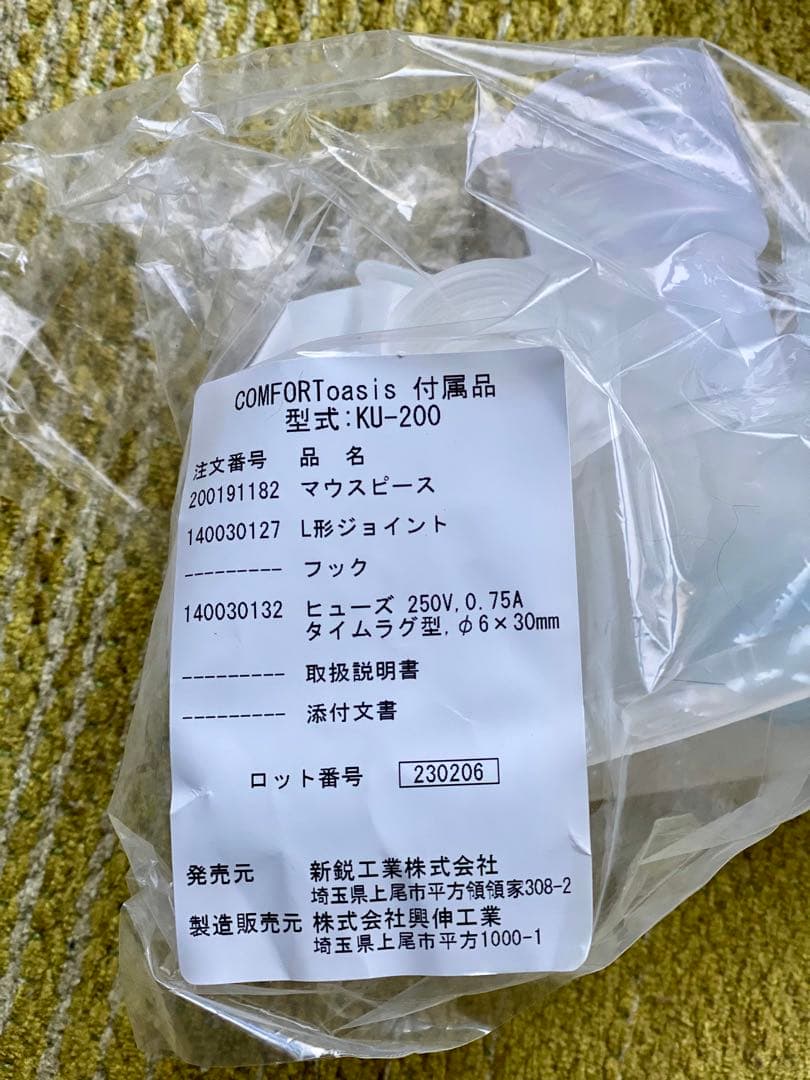 COMFORToasis 付属品
型式:KU-200
注文番号 品 名
200191182 マウスピース
140030127 L形ジョイント
--------- フック
140030132 ヒューズ 250V,0.75A
タイムラグ型,φ6×30mm
--------- 取扱説明書
--------- 添付文書
ロット番号 230206
発売元 新鋭工業株式会社
埼玉県上尾市平方領領家308-2
製造販売元 株式会社興伸工業
埼玉県上尾市平方1000-1